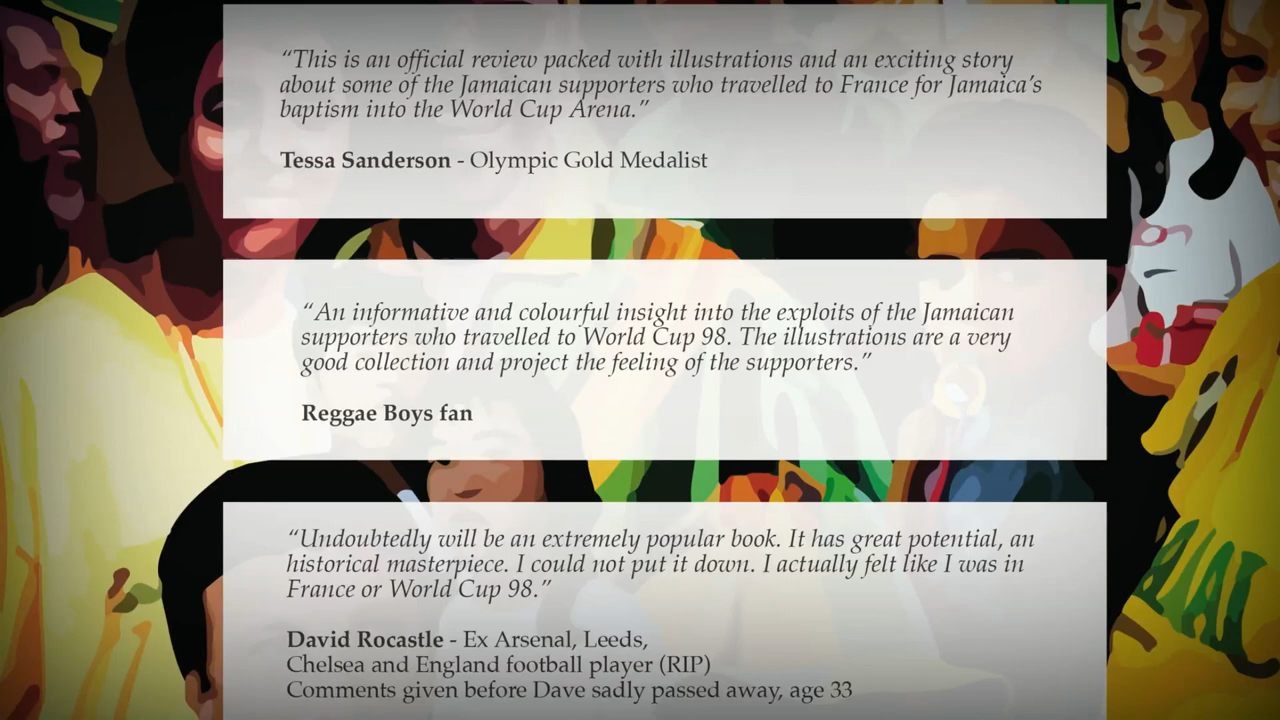 “This is an official review packed with illustrations and an exciting story
about some of the Jamaican supporters who travelled to France for Jamaica’s
baptism into the World Cup Arena.”
Tessa Sanderson - Olympic Gold Medalist
“An informative and colourful insight into the exploits of the Jamaican
supporters who travelled to World Cup 98. The illustrations are a very
good collection and project the feeling of the supporters.”
Reggae Boys fan
“Undoubtedly will be an extremely popular book. It has great potential, an
historical masterpiece. I could not put it down. I actually felt like I was in
France or World Cup 98.”
David Rocastle - Ex Arsenal, Leeds,
Chelsea and England football player (RIP)
Comments given before Dave sadly passed away, age 33